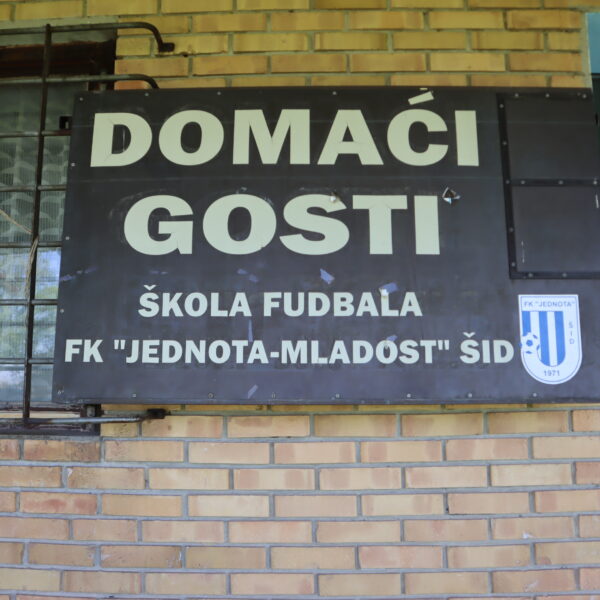 DOMAĆI
GOSTI
ŠKOLA FUDBALA
FK "JEDNOTA-MLADOST" ŠID
FK "JEDNOTA"
ŠID
1971